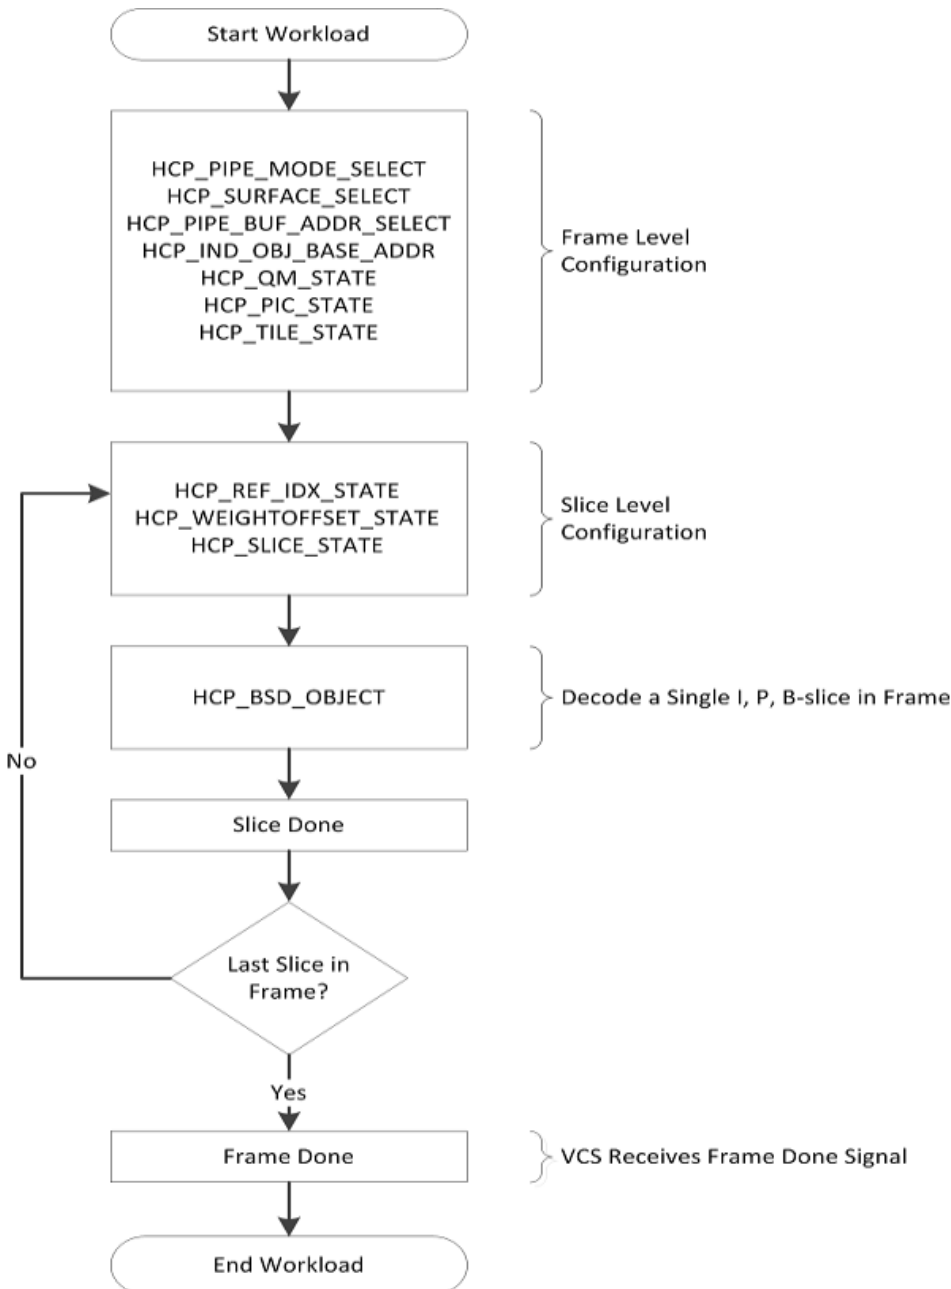 Start Workload
HCP_PIPE_MODE_SELECT
HCP_SURFACE_SELECT
HCP_PIPE_BUF_ADDR_SELECT
HCP_IND_OBJ_BASE_ADDR
HCP_QM_STATE
HCP_PIC_STATE
HCP_TILE_STATE
Frame Level
Configuration
HCP_REF_IDX_STATE
HCP_WEIGHTOFFSET_STATE
HCP_SLICE_STATE
Slice Level
Configuration
HCP_BSD_OBJECT
Decode a Single I, P, B-slice in Frame
No
Slice Done
Last Slice in
Frame?
Yes
Frame Done
VCS Receives Frame Done Signal
End Workload